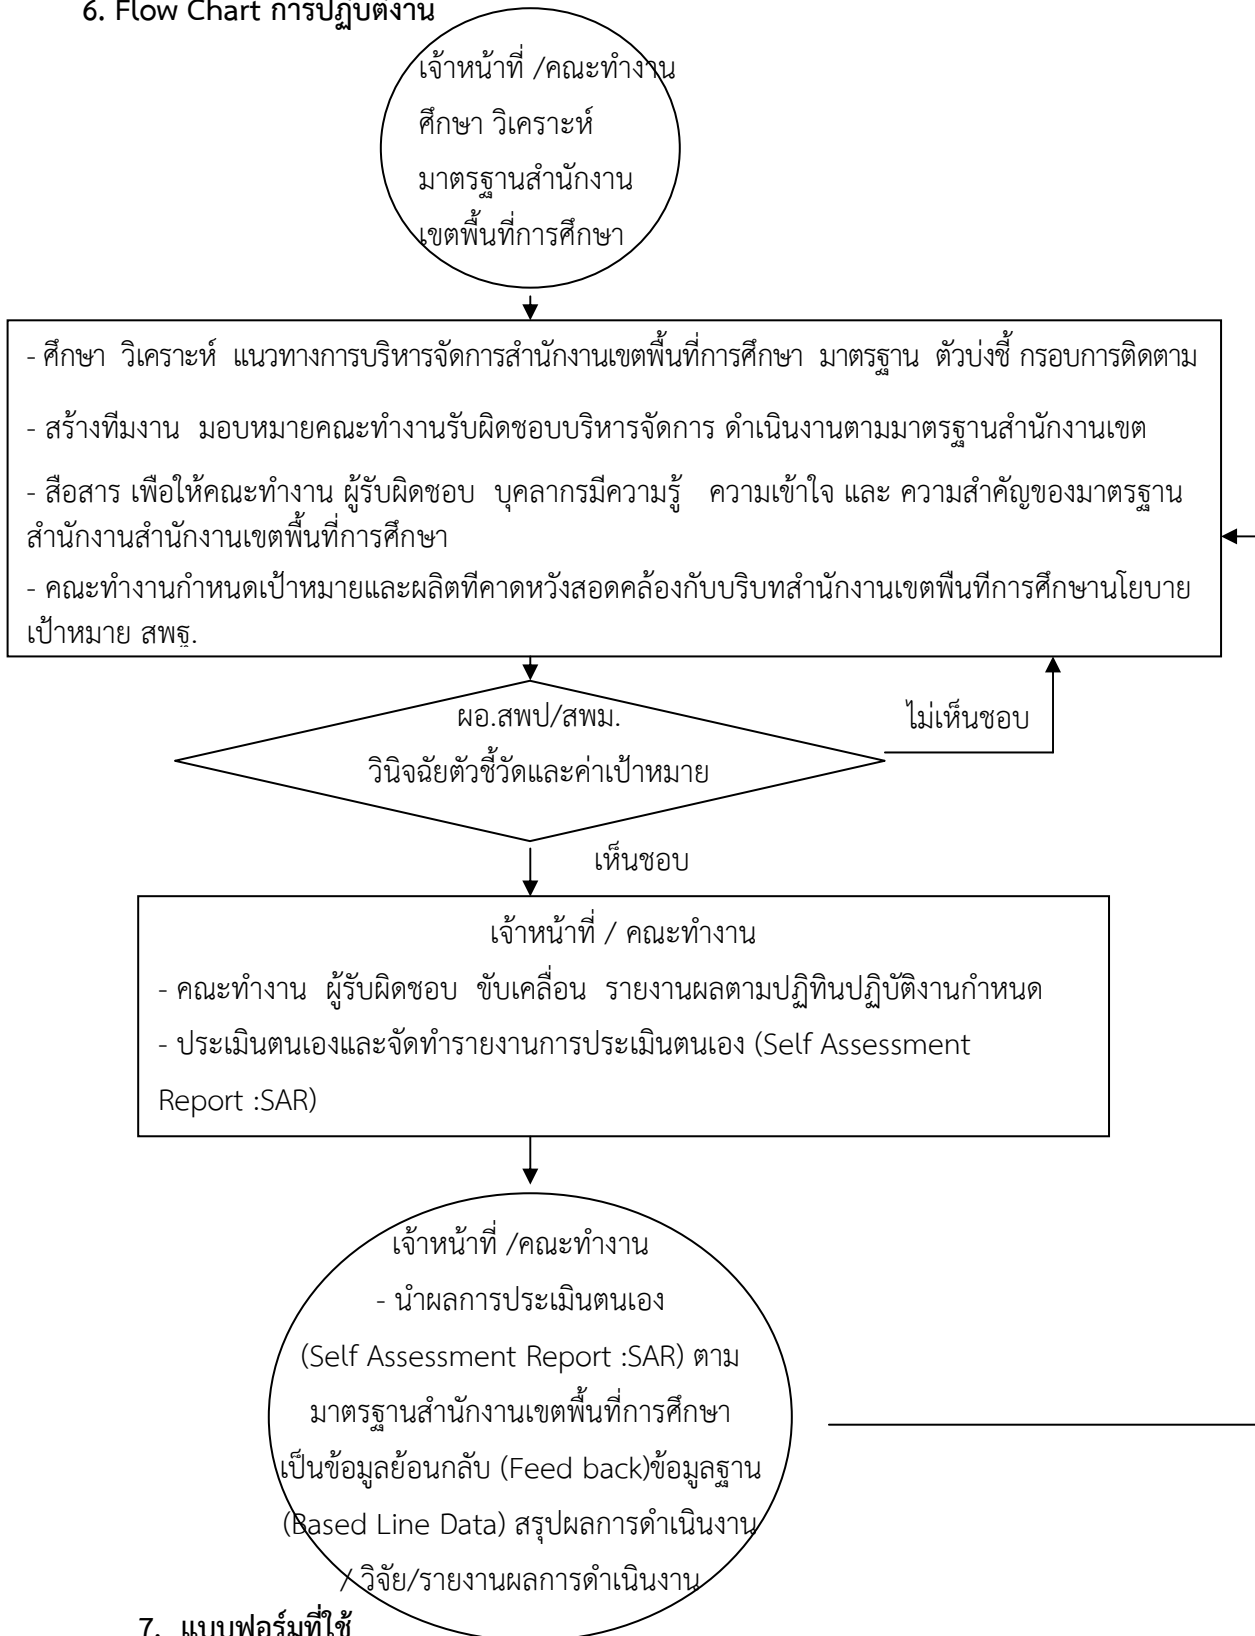 6. Flow Chart การปฏิบัติงาน
เจ้าหน้าที่ /คณะทำงาน
ศึกษา วิเคราะห์
มาตรฐานสำนักงาน
เขตพื้นที่การศึกษา
- ศึกษา วิเคราะห์ แนวทางการบริหารจัดการสำนักงานเขตพื้นที่การศึกษา มาตรฐาน ตัวบ่งชี้ กรอบการติดตาม
- สร้างทีมงาน มอบหมายคณะทำงานรับผิดชอบบริหารจัดการ ดำเนินงานตามมาตรฐานสำนักงานเขต
- สือสาร เพือให้คณะทำงาน ผู้รับผิดชอบ บุคลากรมีความรู้ ความเข้าใจ และ ความสำคัญของมาตรฐาน
สำนักงานสำนักงานเขตพื้นที่การศึกษา
- คณะทำงานกำหนดเป้าหมายและผลิตทีคาดหวังสอดคล้องกับบริบทสำนักงานเขตพืนทีการศึกษานโยบาย
เป้าหมาย สพฐ.
ผอ.สพป/สพม.
วินิจฉัยตัวชี้วัดและค่าเป้าหมาย
ไม่เห็นชอบ
เห็นชอบ
เจ้าหน้าที่ / คณะทำงาน
- คณะทำงาน ผู้รับผิดชอบ ขับเคลื่อน รายงานผลตามปฏิทินปฏิบัติงานกำหนด
- ประเมินตนเองและจัดทำรายงานการประเมินตนเอง (Self Assessment
Report :SAR)
เจ้าหน้าที่ /คณะทำงาน
- นำผลการประเมินตนเอง
(Self Assessment Report :SAR) ตาม
มาตรฐานสำนักงานเขตพื้นที่การศึกษา
เป็นข้อมูลย้อนกลับ (Feed back)ข้อมูลฐาน
(Based Line Data) สรุปผลการดำเนินงาน
/ วิจัย/รายงานผลการดำเนินงาน
7. แบบฟอร์มที่ใช้